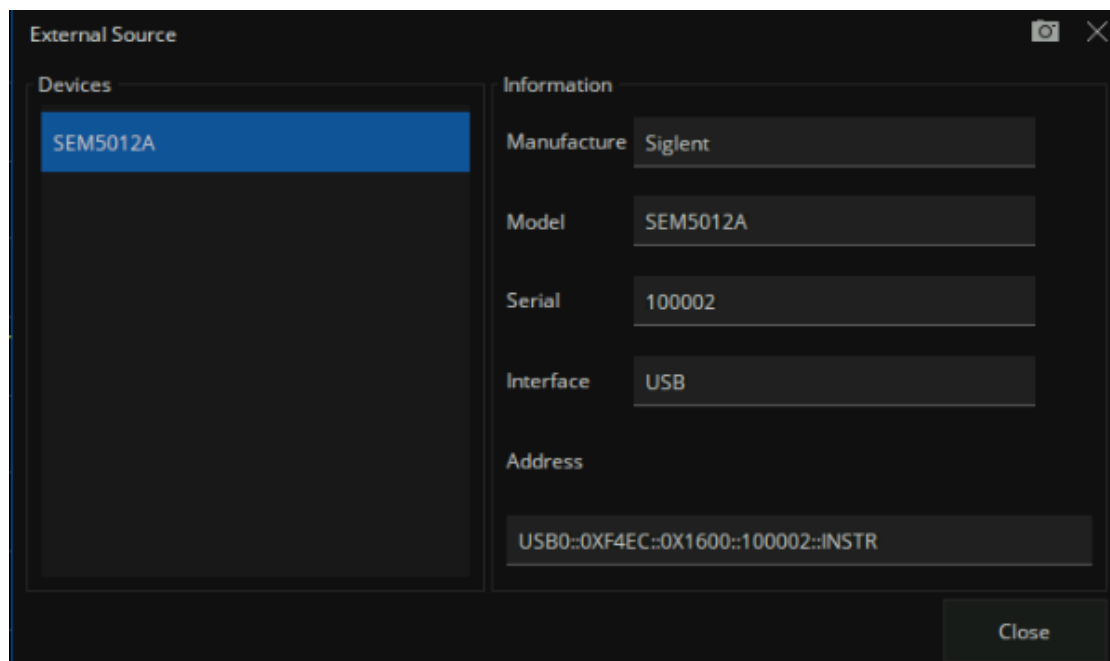 External Source
Devices
SEM5012A
Information
Manufacture Siglent
Model SEM5012A
Serial 100002
Interface USB
Address
USB0::0XF4EC::0X1600::100002::INSTR
Close